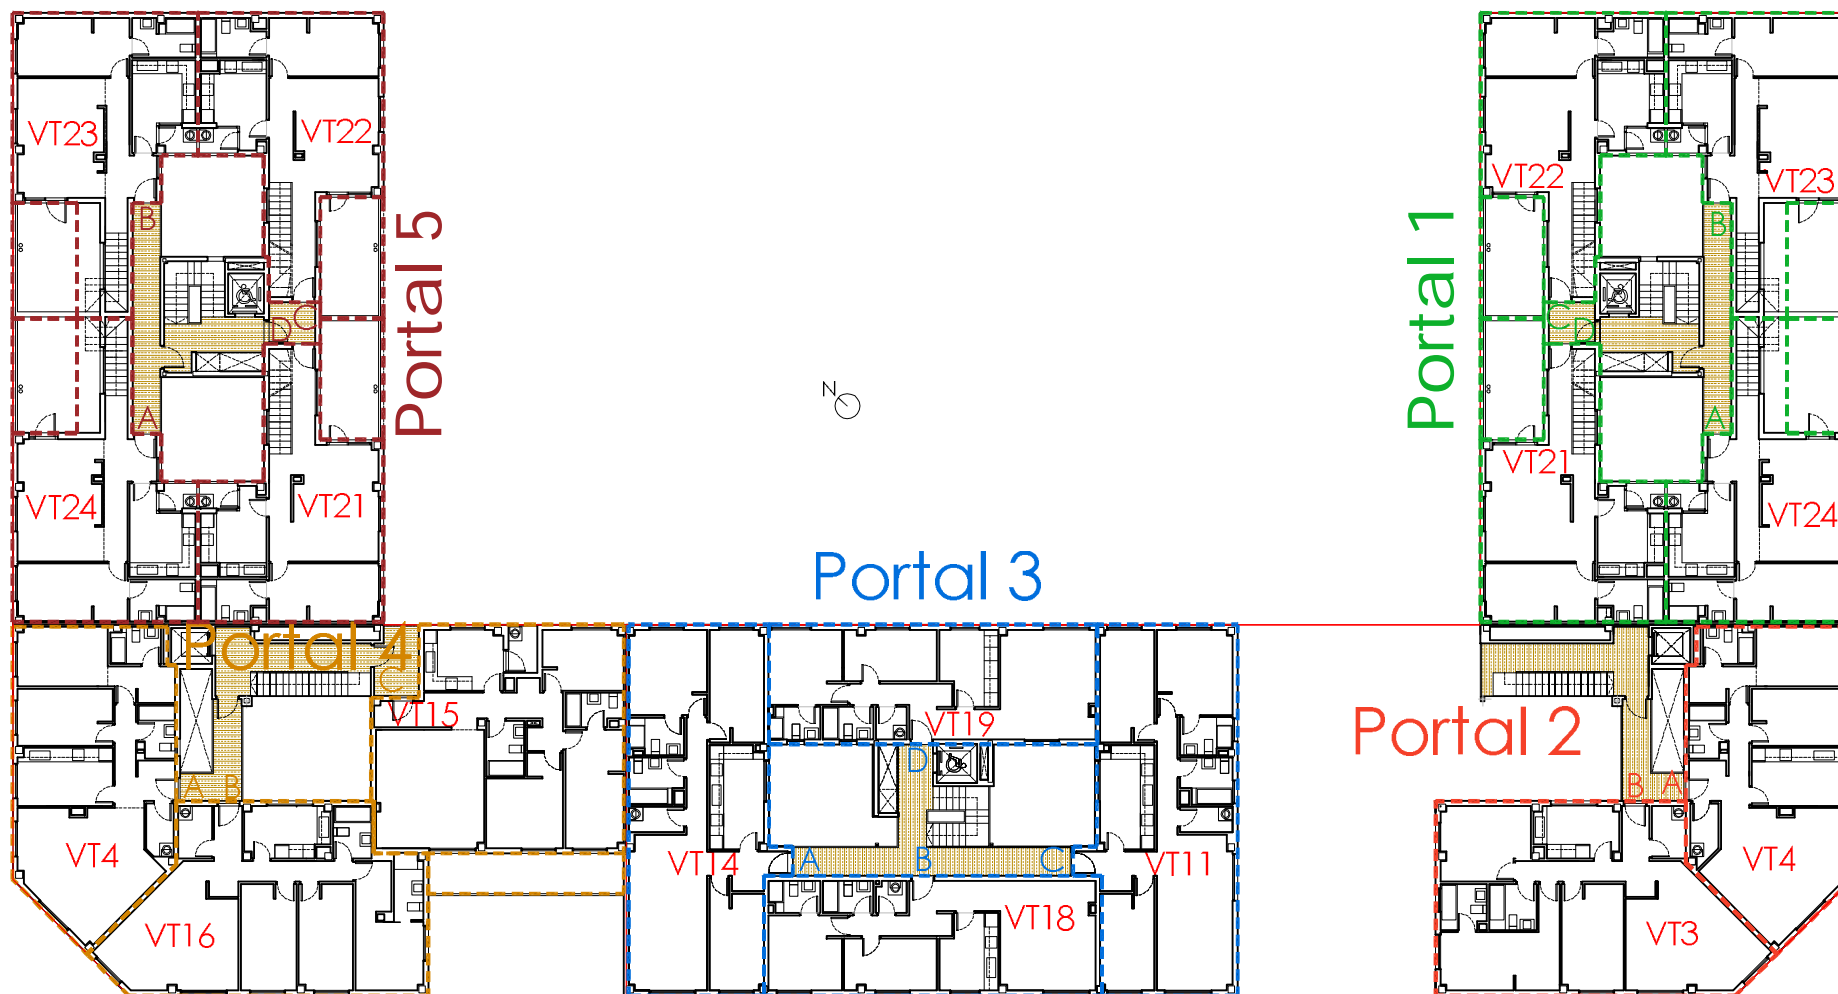 VT23
VT22
B
Portal 5
C
D
A
VT24
VT21
Portal 1
VT22
VT23
B
C
D
A
VT21
VT24
N
Portal 3
Portal 4
C
VT15
A
B
VT4
VT16
VT19
D
VT14
A
B
C
VT11
VT18
Portal 2
B
A
VT4
VT3